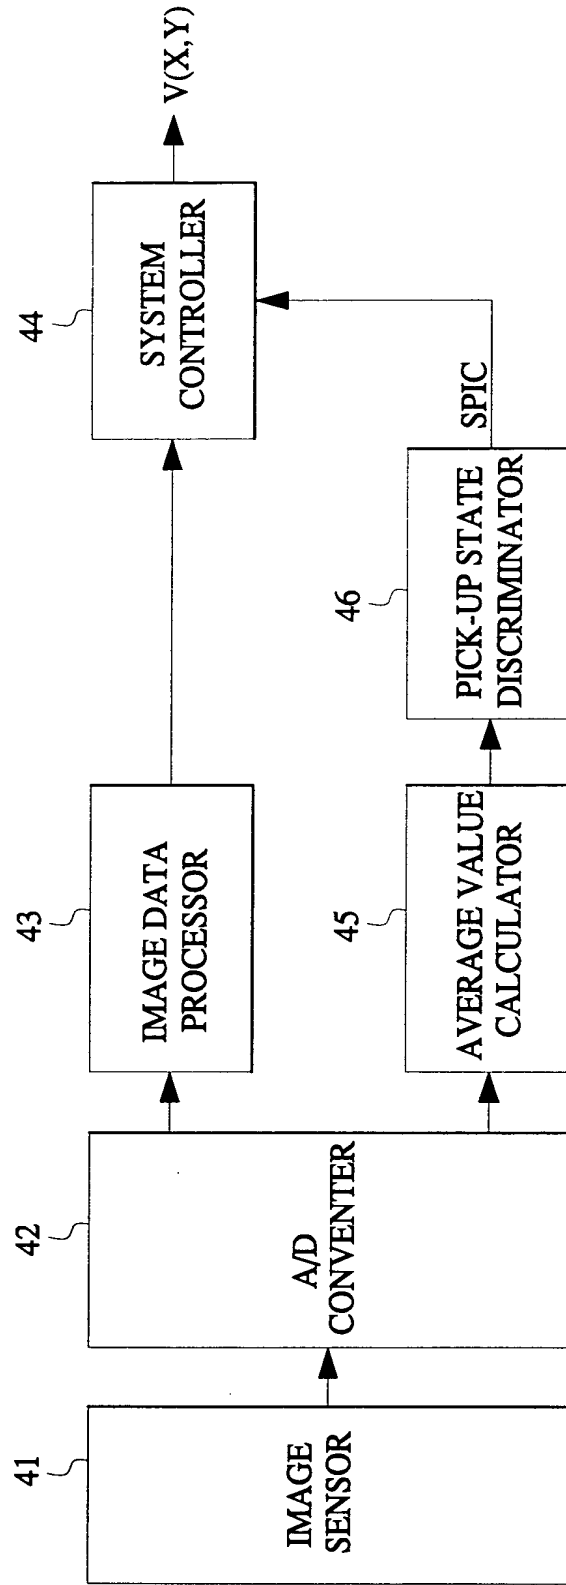 41
IMAGE
SENSOR
42
A/D
CONVENTER
43
IMAGE DATA
PROCESSOR
44
SYSTEM
CONTROLLER
V(X,Y)
45
AVERAGE VALUE
CALCULATOR
46
PICK-UP STATE
DISCRIMINATOR
SPIC